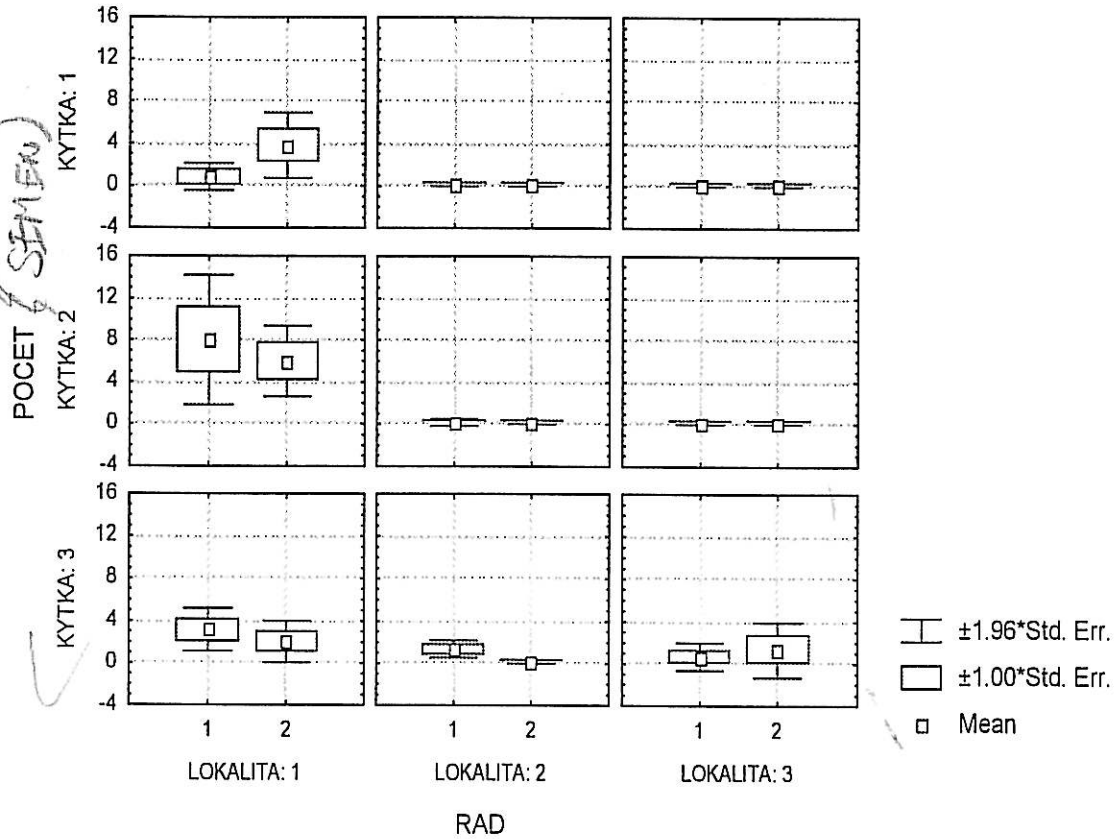 POCET (SEMEN)
KYTKA: 1
16
12
8
4
0
-4
KYTKA: 2
16
12
8
4
0
-4
KYTKA: 3
16
12
8
4
0
-4
1 2 1 2 1 2
LOKALITA: 1 LOKALITA: 2 LOKALITA: 3
RAD
±1.96*Std. Err.
±1.00*Std. Err.
Mean